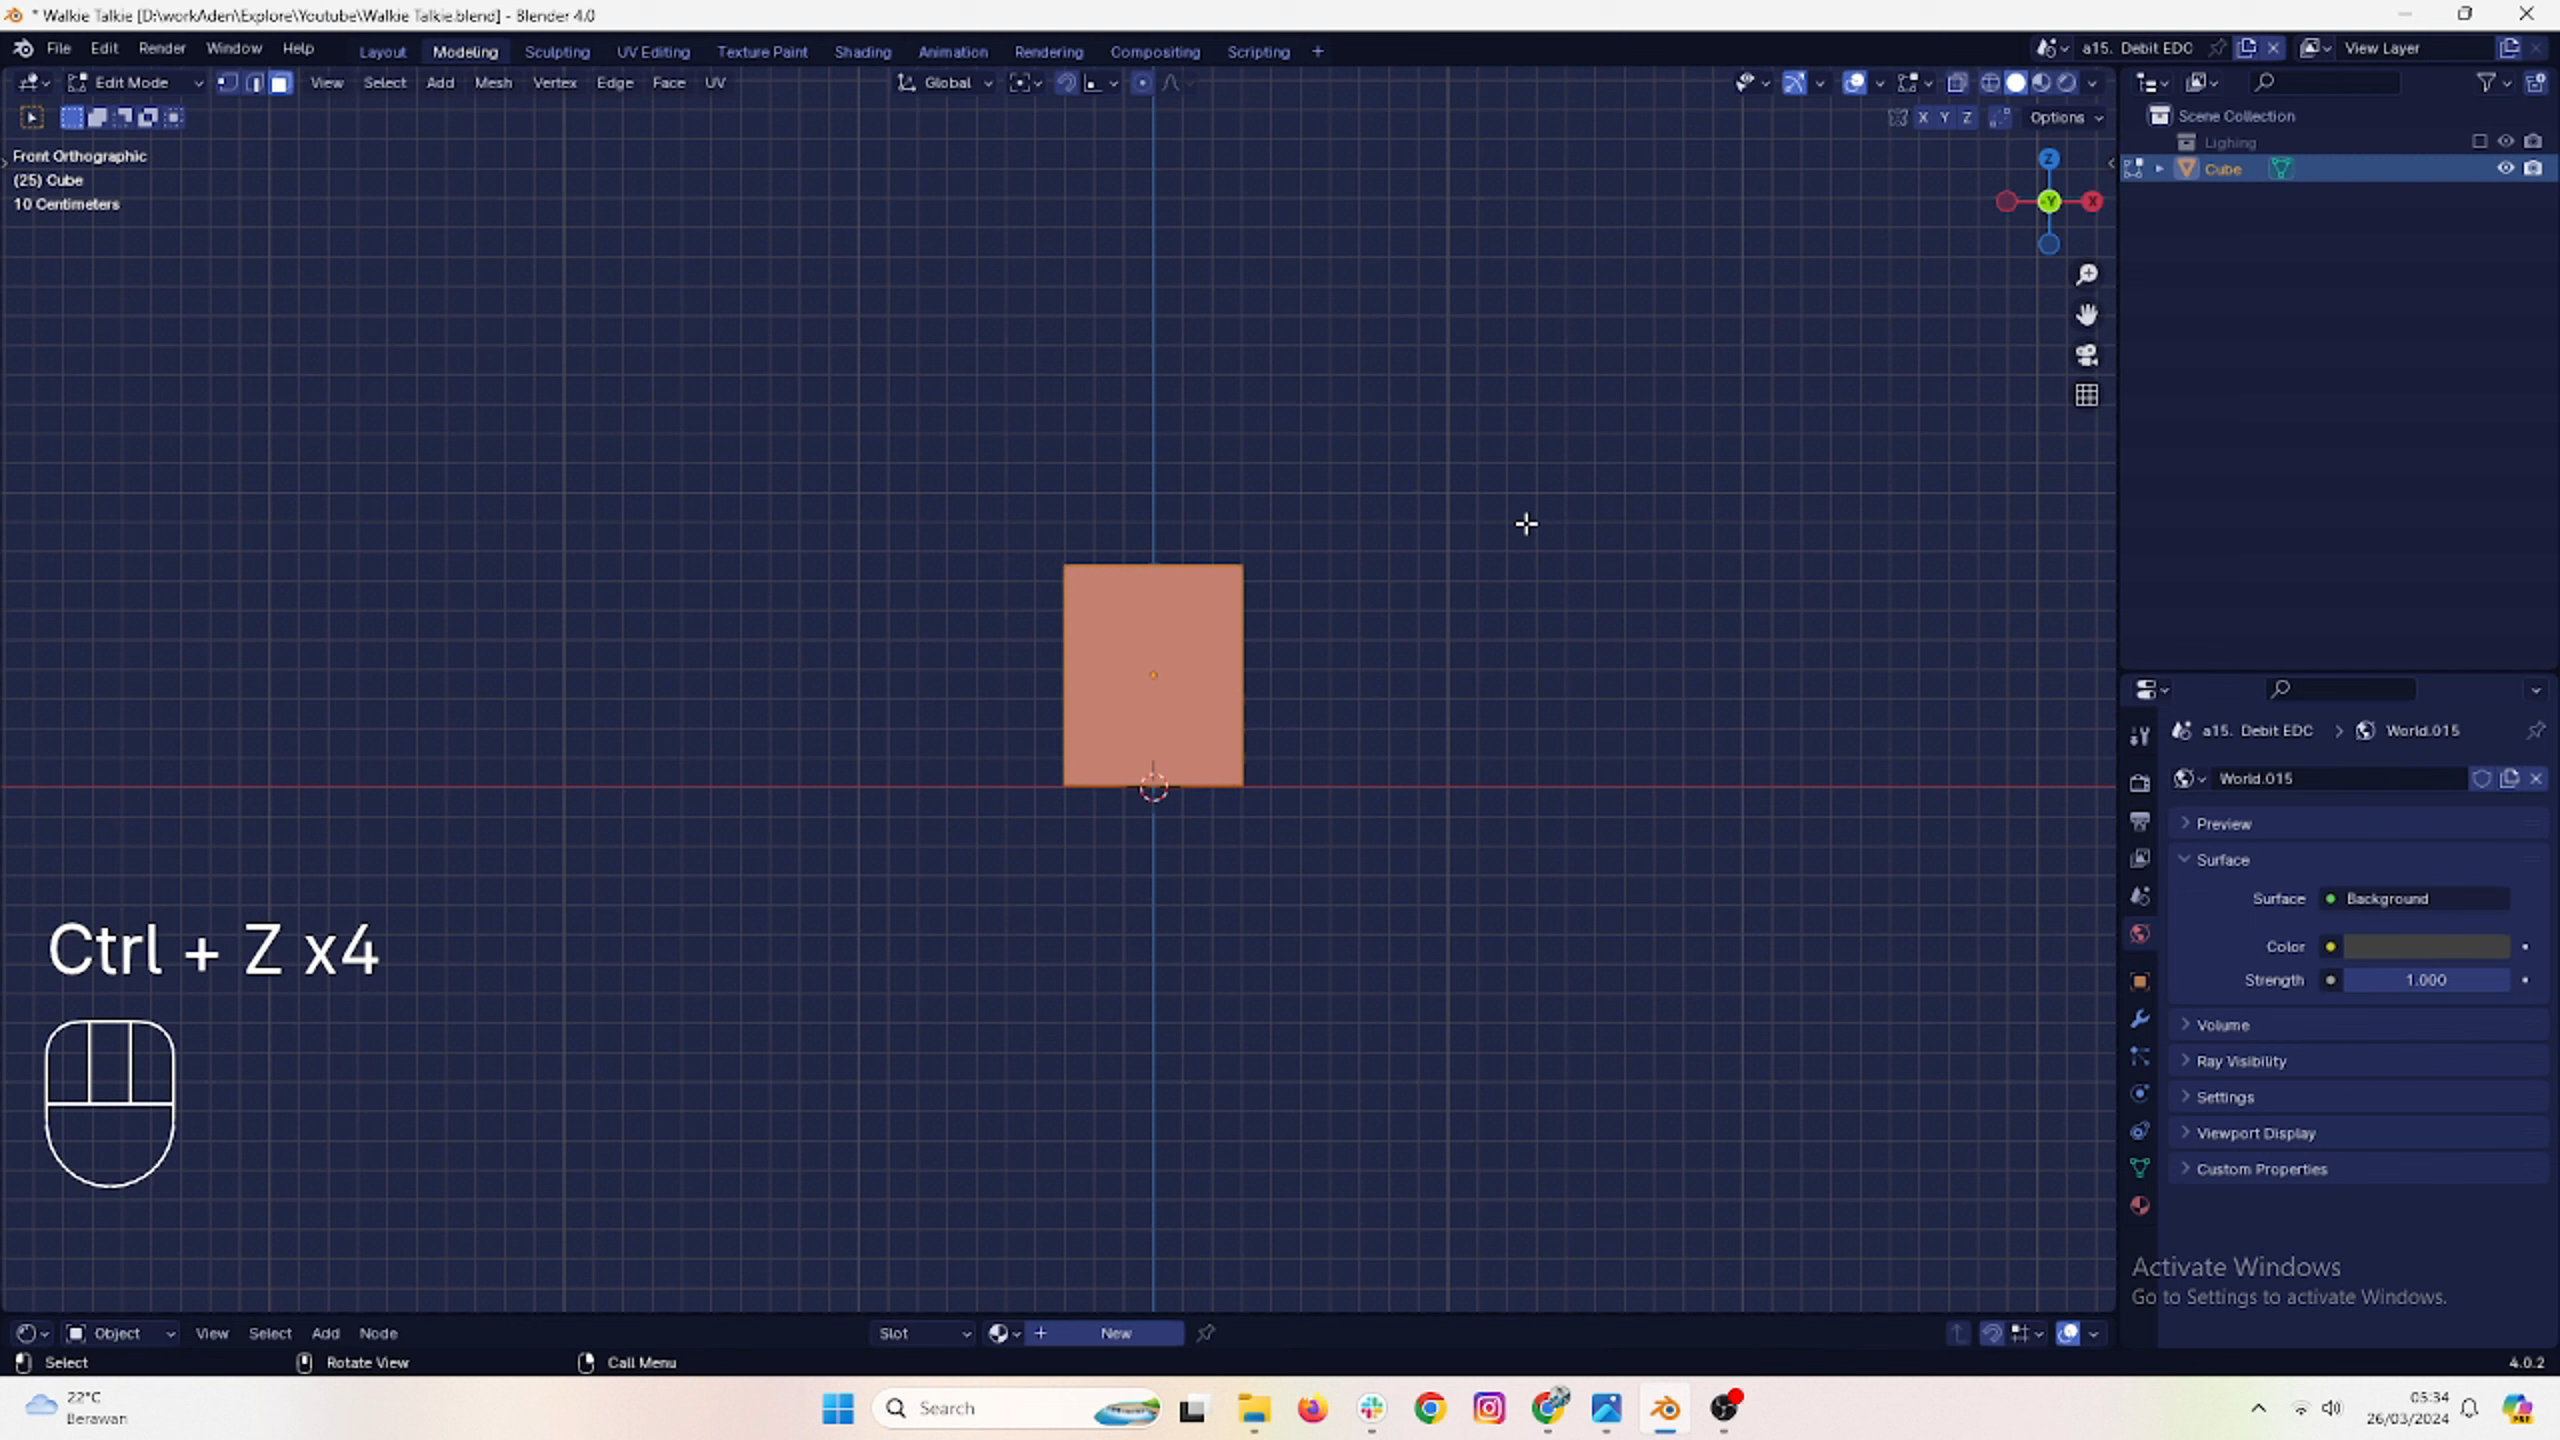 * Walkie Talkie [D:\workAden\Explore\Youtube\Walkie Talkie.blend] - Blender 4.0
File Edit Render Window Help Layout Modeling Sculpting UV Editing Texture Paint Shading Animation Rendering Compositing Scripting + a15. Debit EDC View Layer
Edit Mode View Select Add Mesh Vertex Edge Face UV Global
X Y Z Options
Scene Collection
Lighing
Cube
Front Orthographic
(25) Cube
10 Centimeters
Z
-Y X
a15. Debit EDC > World.015
World.015
Preview
Surface
Surface Background
Color
Strength 1.000
Volume
Ray Visibility
Settings
Viewport Display
Custom Properties
Ctrl + Z x4
Activate Windows
Go to Settings to activate Windows.
Object View Select Add Node Slot New
Select Rotate View Call Menu 4.0.2
22°C
Berawan
Search
05:34
26/03/2024